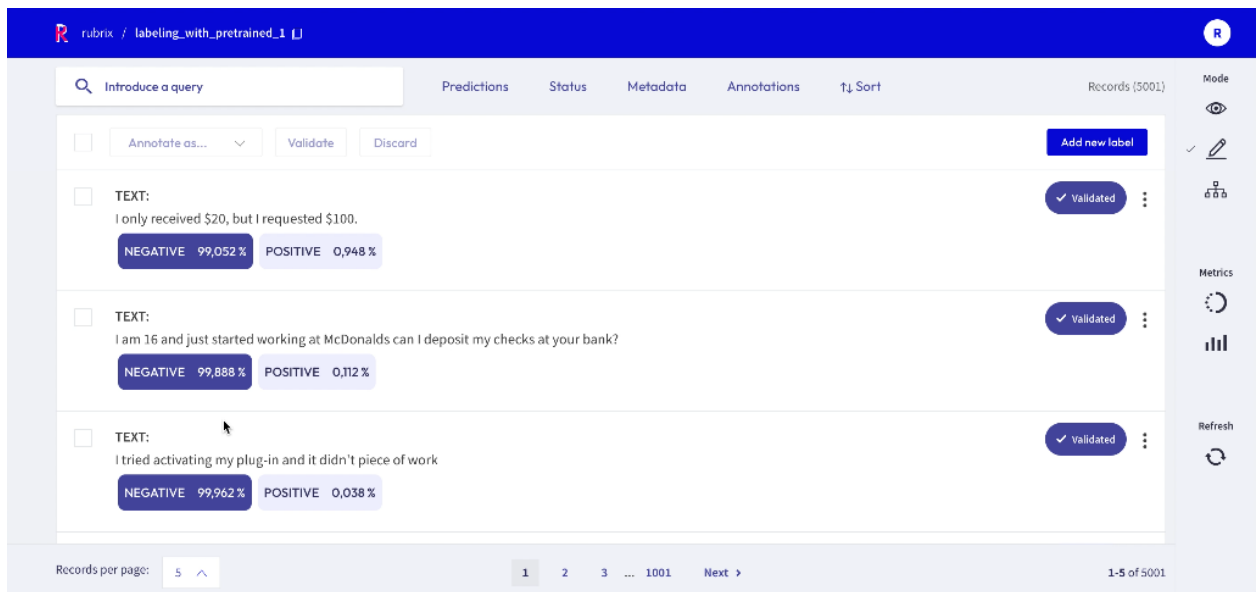 R rubrix / labeling_with_pretrained_1 R
Introduce a query Predictions Status Metadata Annotations Sort Records (5001) Mode
Annotate as... Validate Discard Add new label
TEXT: Validated
I only received $20, but I requested $100.
NEGATIVE 99,052 % POSITIVE 0,948 %
Metrics
TEXT: Validated
I am 16 and just started working at McDonalds can I deposit my checks at your bank?
NEGATIVE 99,888 % POSITIVE 0,112 %
Refresh
TEXT: Validated
I tried activating my plug-in and it didn't piece of work
NEGATIVE 99,962 % POSITIVE 0,038 %
Records per page: 5 1 2 3 ... 1001 Next > 1-5 of 5001